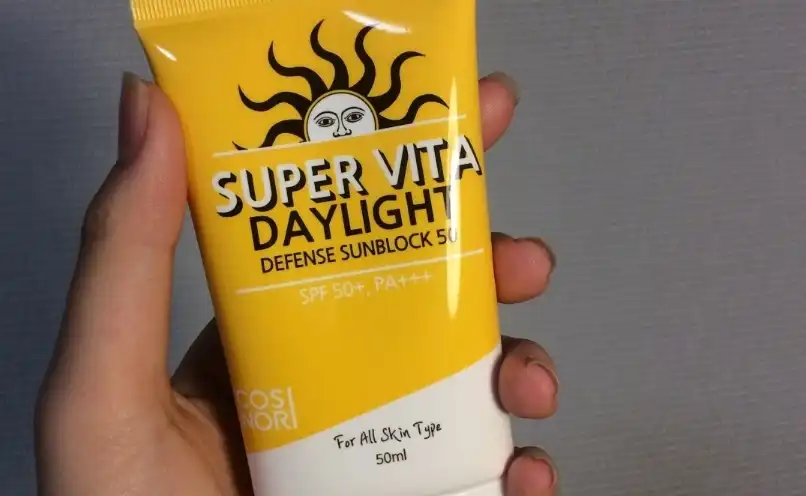 SUPER VITA
DAYLIGHT
DEFENSE SUNBLOCK 50
SPF 50+, PA+++
COS
NORI
For All Skin Type
50ml